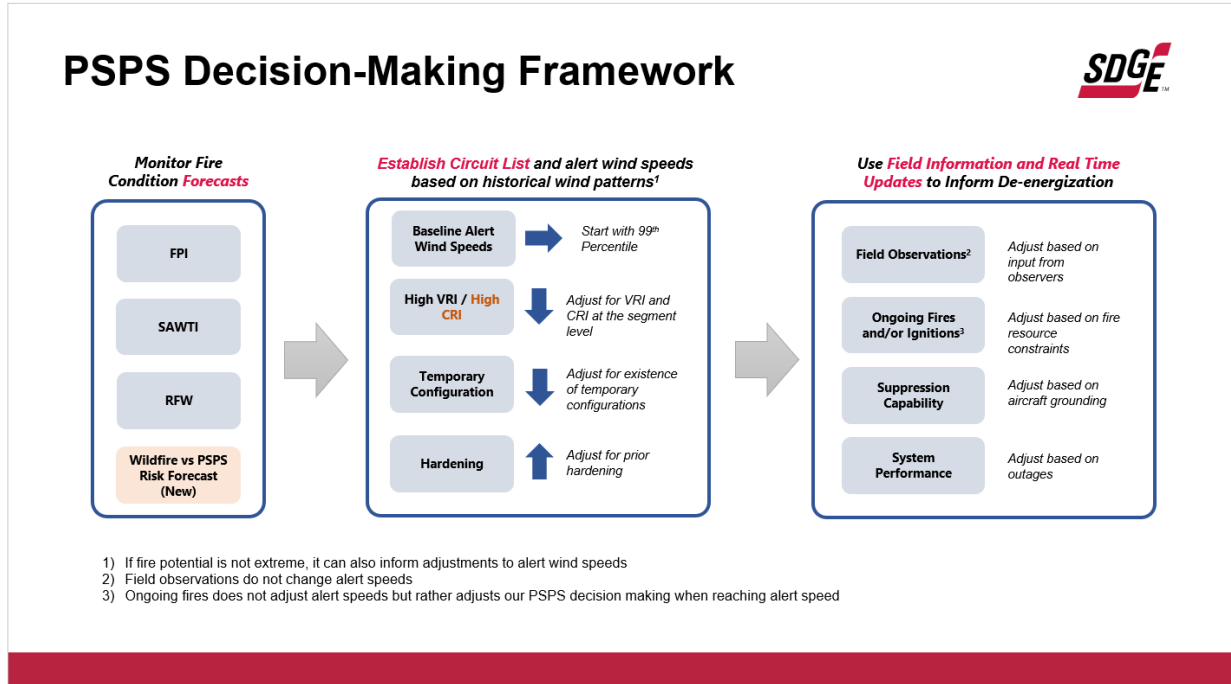 PSPS Decision-Making Framework
SDGE™
Monitor Fire
Condition Forecasts
FPI
SAWTI
RFW
Wildfire vs PSPS
Risk Forecast
(New)
Establish Circuit List and alert wind speeds
based on historical wind patterns¹
Baseline Alert
Wind Speeds
Start with 99ᵗʰ
Percentile
High VRI / High
CRI
Adjust for VRI and
CRI at the segment
level
Temporary
Configuration
Adjust for existence
of temporary
configurations
Hardening
Adjust for prior
hardening
Use Field Information and Real Time
Updates to Inform De-energization
Field Observations²
Adjust based on
input from
observers
Ongoing Fires
and/or Ignitions³
Adjust based on fire
resource
constraints
Suppression
Capability
Adjust based on
aircraft grounding
System
Performance
Adjust based on
outages
1) If fire potential is not extreme, it can also inform adjustments to alert wind speeds
2) Field observations do not change alert speeds
3) Ongoing fires does not adjust alert speeds but rather adjusts our PSPS decision making when reaching alert speed